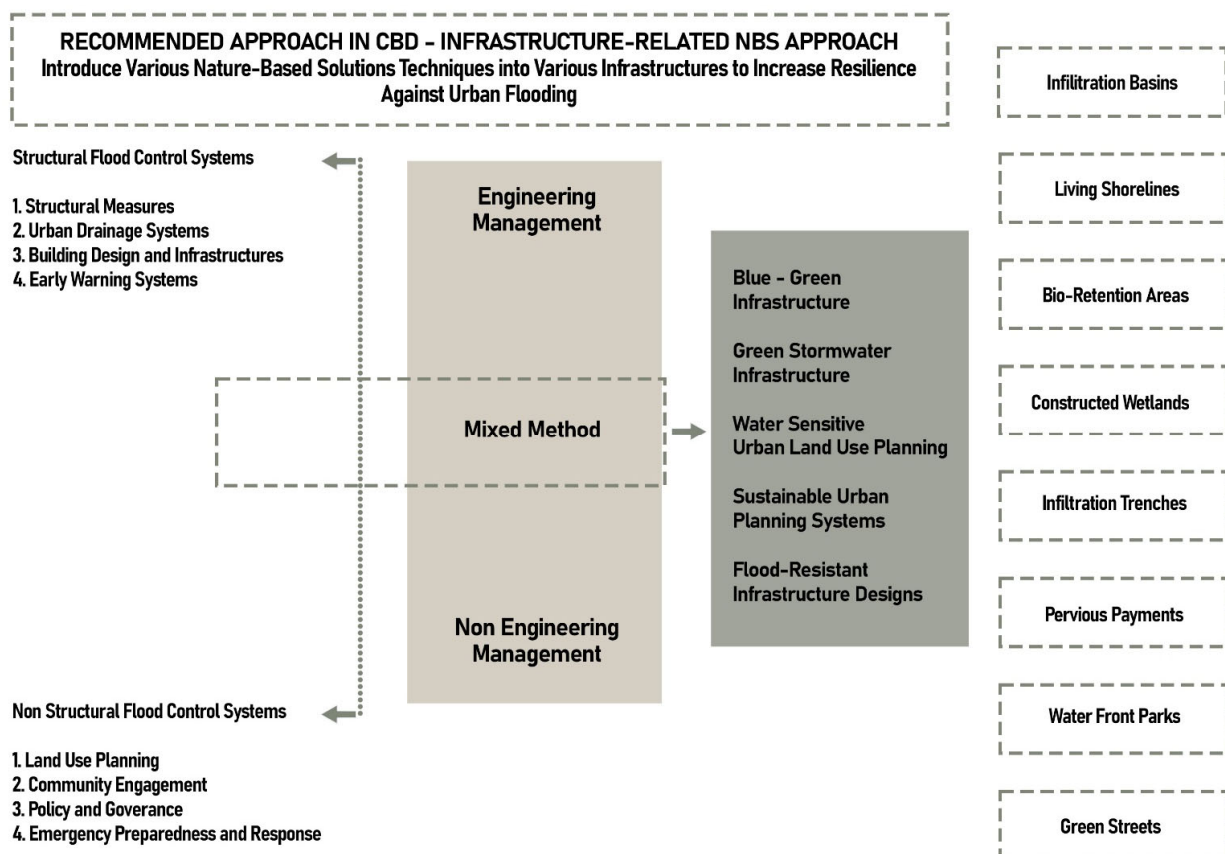 RECOMMENDED APPROACH IN CBD - INFRASTRUCTURE-RELATED NBS APPROACH
Introduce Various Nature-Based Solutions Techniques into Various Infrastructures to Increase Resilience
Against Urban Flooding
Structural Flood Control Systems
1. Structural Measures
2. Urban Drainage Systems
3. Building Design and Infrastructures
4. Early Warning Systems
Non Structural Flood Control Systems
1. Land Use Planning
2. Community Engagement
3. Policy and Goverance
4. Emergency Preparedness and Response
Engineering
Management
Mixed Method
Non Engineering
Management
Blue - Green
Infrastructure
Green Stormwater
Infrastructure
Water Sensitive
Urban Land Use Planning
Sustainable Urban
Planning Systems
Flood-Resistant
Infrastructure Designs
Infilitration Basins
Living Shorelines
Bio-Retention Areas
Constructed Wetlands
Infiltration Trenches
Pervious Payments
Water Front Parks
Green Streets